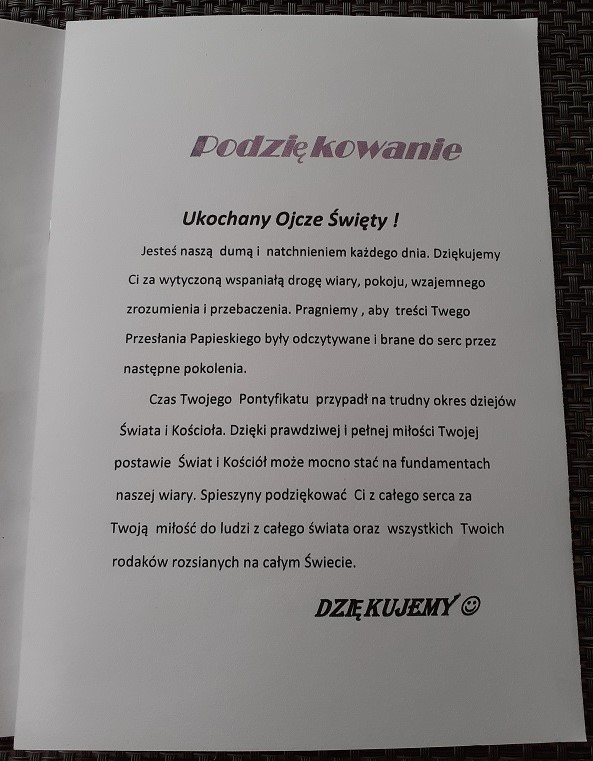 Podziękowanie
Ukochany Ojcze Święty !
Jesteś naszą dumą i natchnieniem każdego dnia. Dziękujemy
Ci za wytyczoną wspaniałą drogę wiary, pokoju, wzajemnego
zrozumienia i przebaczenia. Pragniemy , aby treści Twego
Przesłania Papieskiego były odczytywane i brane do serc przez
następne pokolenia.
Czas Twojego Pontyfikatu przypadł na trudny okres dziejów
Świata i Kościoła. Dzięki prawdziwej i pełnej miłości Twojej
postawie Świat i Kościół może mocno stać na fundamentach
naszej wiary. Spieszyny podziękować Ci z całego serca za
Twoją miłość do ludzi z całego świata oraz wszystkich Twoich
rodaków rozsianych na całym Świecie.
DZIĘKUJEMY ☺